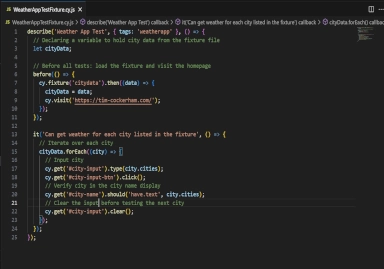 WeatherAppTestFixture.cy.js
WeatherAppTestFixture.cy.js > describe('Weather App Test') callback > it('Can get weather for each city listed in the fixture') callback > cityData.forEach() callback
1 describe('Weather App Test', { tags: 'weatherapp' }, () => {
2 // Declaring a variable to hold city data from the fixture file
3 let cityData;
4
5 // Before all tests: load the fixture and visit the homepage
6 before(() => {
7 cy.fixture('citydata').then((data) => {
8 cityData = data;
9 cy.visit('https://tim-cockerham.com/');
10 });
11 });
12
13 it('Can get weather for each city listed in the fixture', () => {
14 // Iterate over each city
15 cityData.forEach((city) => {
16 // Input city
17 cy.get('#city-input').type(city.cities);
18 cy.get('#city-input-btn').click();
19 // Verify city in the city name display
20 cy.get('#city-name').should('have.text', city.cities);
21 // Clear the input before testing the next city
22 cy.get('#city-input').clear();
23 });
24 });
25 });